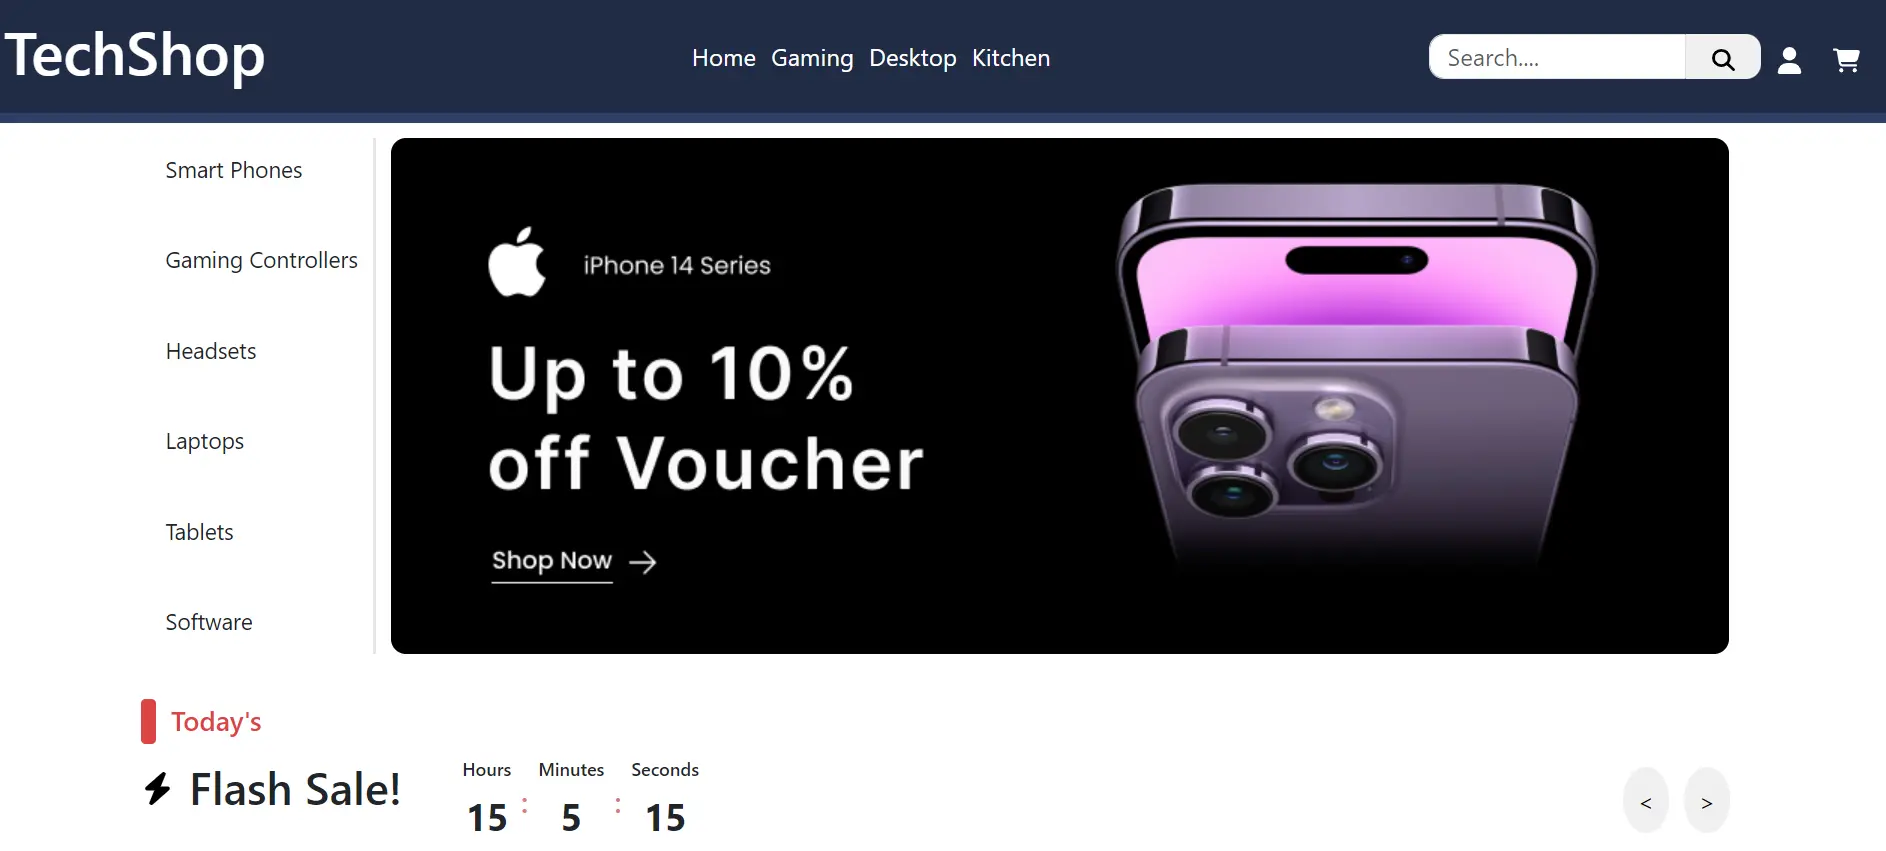 TechShop
Home Gaming Desktop Kitchen
Search....
Smart Phones
Gaming Controllers
Headsets
Laptops
Tablets
Software
iPhone 14 Series
Up to 10%
off Voucher
Shop Now →
Today's
Flash Sale!
Hours Minutes Seconds
15 : 5 : 15
< >